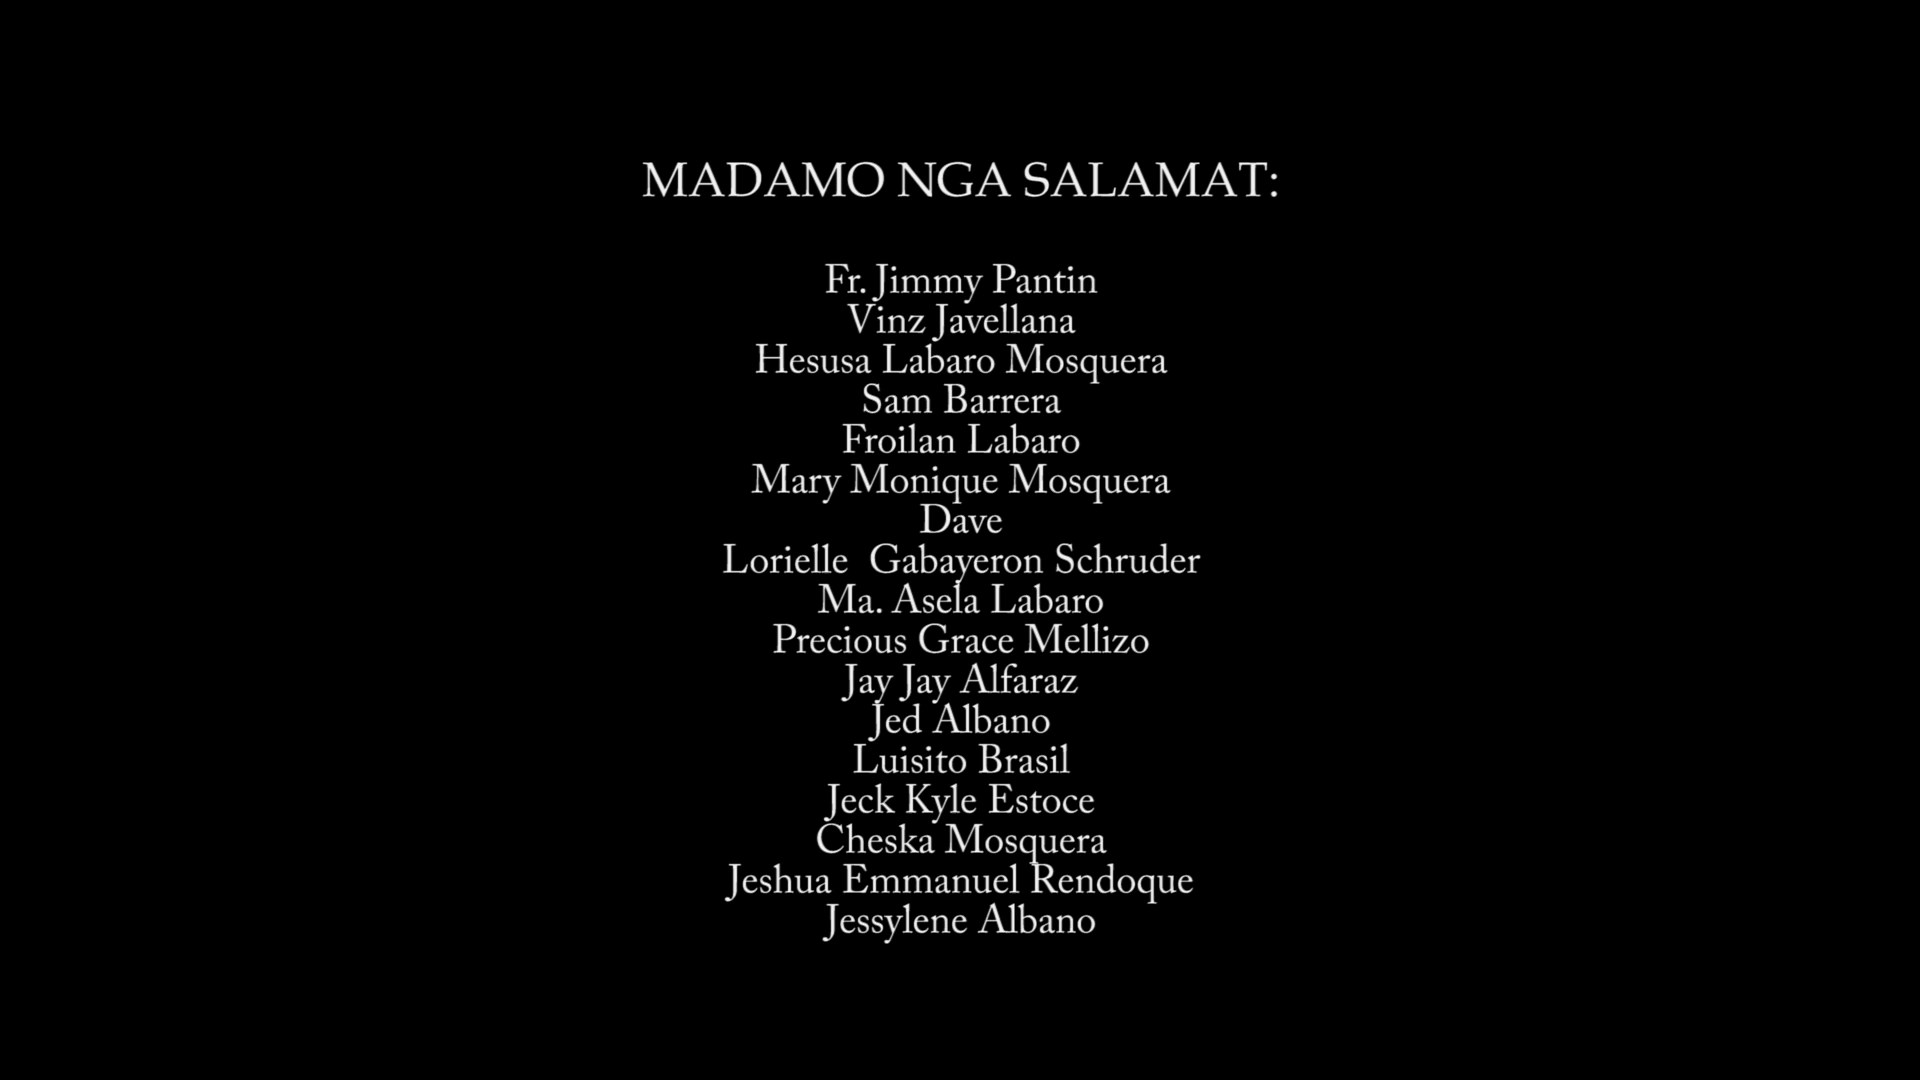 MADAMO NGA SALAMAT:
Fr. Jimmy Pantin
Vinz Javellana
Hesusa Labaro Mosquera
Sam Barrera
Froilan Labaro
Mary Monique Mosquera
Dave
Lorielle  Gabayeron Schruder
Ma. Asela Labaro
Precious Grace Mellizo
Jay Jay Alfaraz
Jed Albano
Luisito Brasil
Jeck Kyle Estoce
Cheska Mosquera
Jeshua Emmanuel Rendoque
Jessylene Albano